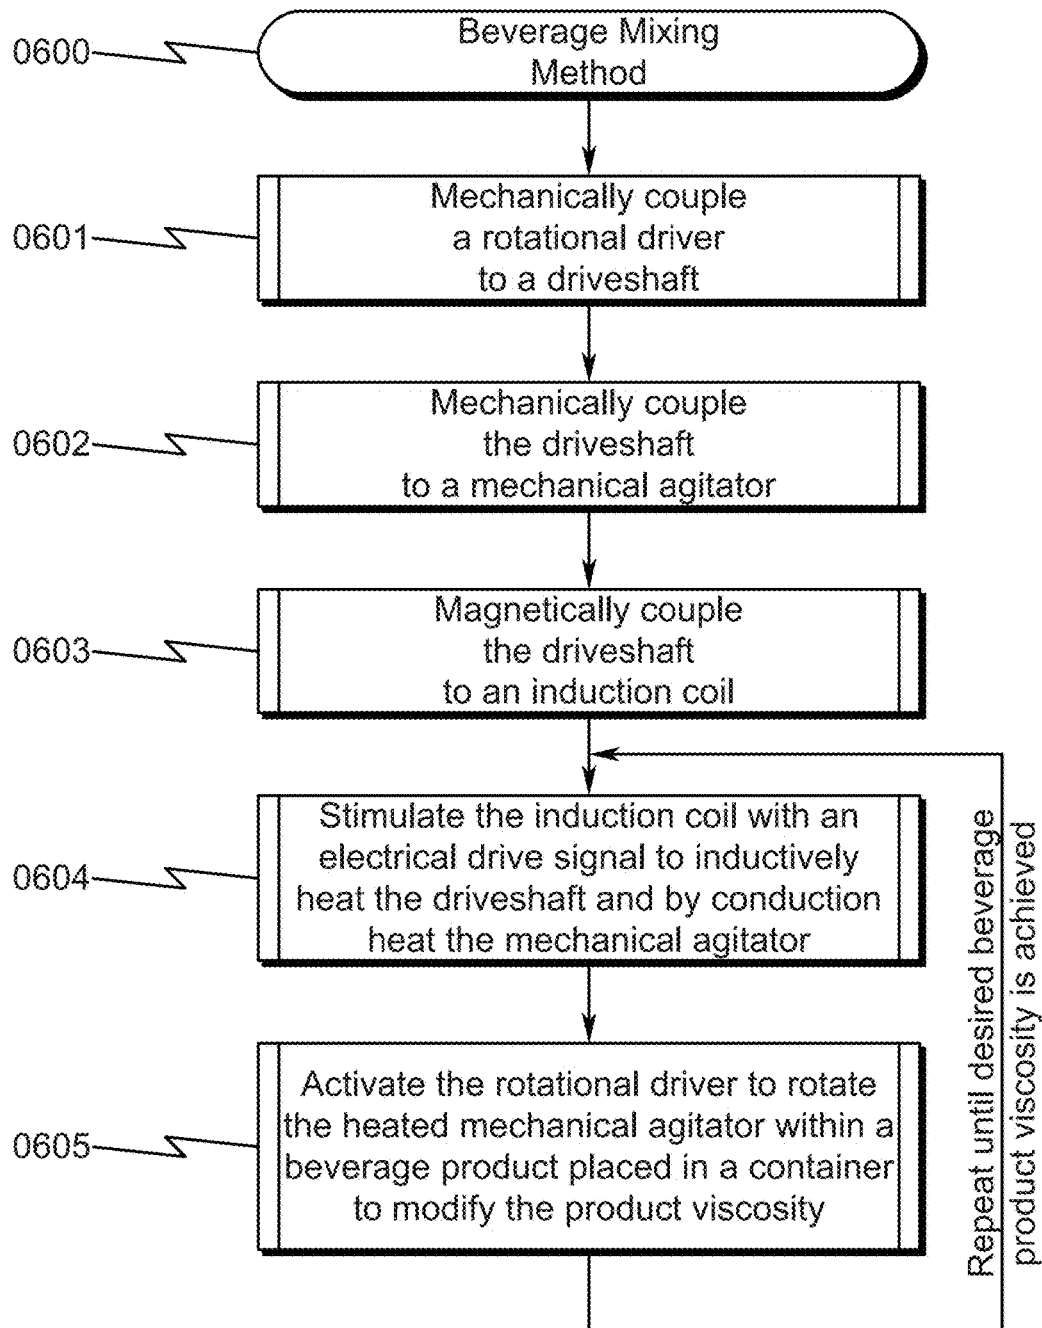 0600
Beverage Mixing
Method
0601
Mechanically couple
a rotational driver
to a driveshaft
0602
Mechanically couple
the driveshaft
to a mechanical agitator
0603
Magnetically couple
the driveshaft
to an induction coil
0604
Stimulate the induction coil with an
electrical drive signal to inductively
heat the driveshaft and by conduction
heat the mechanical agitator
0605
Activate the rotational driver to rotate
the heated mechanical agitator within a
beverage product placed in a container
to modify the product viscosity
Repeat until desired beverage
product viscosity is achieved